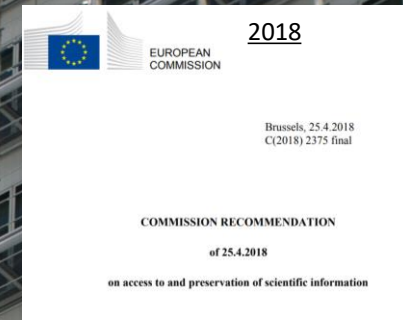 2018
EUROPEAN
COMMISSION
Brussels, 25.4.2018
C(2018) 2375 final
COMMISSION RECOMMENDATION
of 25.4.2018
on access to and preservation of scientific information